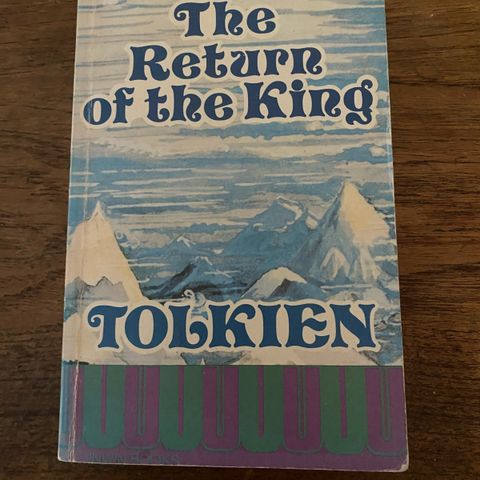 The
Return
of the King
TOLKIEN